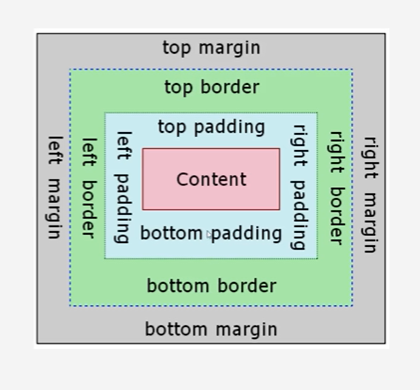 top margin
top border
top padding
left margin
left border
left padding
Content
right padding
right border
right margin
bottom padding
bottom border
bottom margin